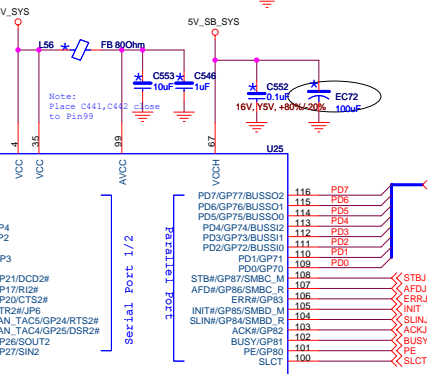 V_SYS
5V_SB_SYS
L56
FB 80Ohm
C553
10uF
C546
1uF
C552
0.1uF
16V, Y5V, +80%/-20%
EC72
100uF
Note:
Place C441,C442 close
to Pin99
4
35
99
67
U25
VCC
VCC
AVCC
VCCH
PD7/GP77/BUSSO2
116
PD7
PD6/GP76/BUSSO1
115
PD6
PD5/GP75/BUSSO0
114
PD5
PD4/GP74/BUSSI2
113
PD4
PD3/GP73/BUSSI1
112
PD3
PD2/GP72/BUSSI0
111
PD2
PD1/GP71
110
PD1
PD0/GP70
109
PD0
STB#/GP87/SMBC_M
108
STBJ
AFD#/GP86/SMBC_R
107
AFDJ
ERR#/GP83
106
ERRJ
INIT#/GP85/SMBD_M
105
INIT
SLIN#/GP84/SMBD_R
104
SLINJ
ACK#/GP82
103
ACKJ
BUSY/GP81
102
BUSY
PE/GP80
101
PE
SLCT
100
SLCT
Serial Port 1/2
Parallel Port
P4
P2
P3
P21/DCD2#
P17/RI2#
P20/CTS2#
TR2#/JP6
AN_TAC5/GP24/RTS2#
AN_TAC4/GP25/DSR2#
P26/SOUT2
P27/SIN2